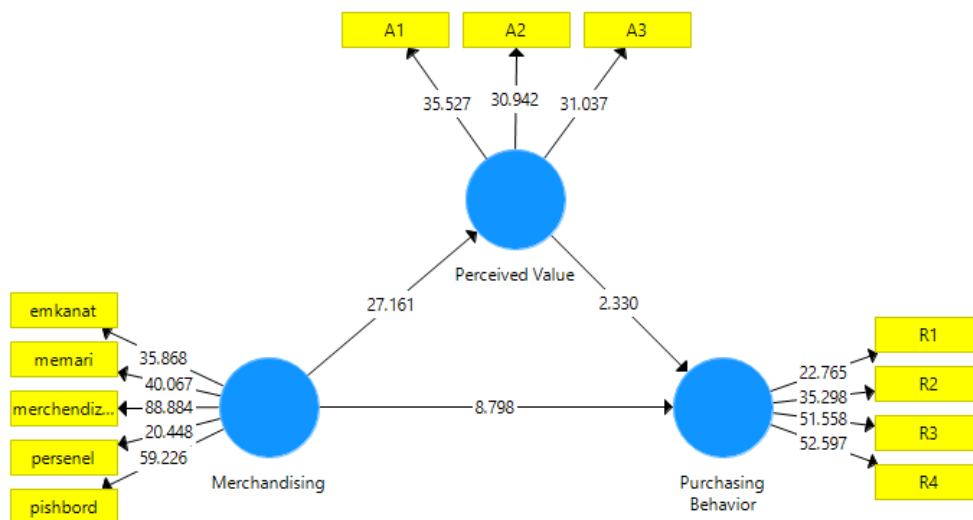 A1
A2
A3
35.527
30.942
31.037
Perceived Value
27.161
2.330
emkanat
memari
merchendiz...
persenel
pishbord
35.868
40.067
88.884
20.448
59.226
Merchandising
8.798
Purchasing
Behavior
22.765
35.298
51.558
52.597
R1
R2
R3
R4